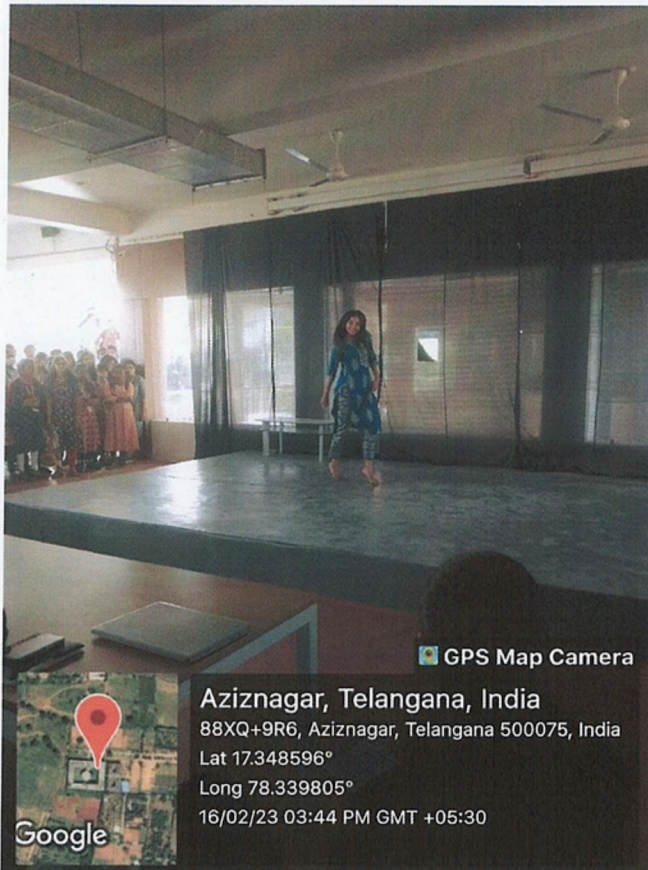 GPS Map Camera
Aziznagar, Telangana, India
88XQ+9R6, Aziznagar, Telangana 500075, India
Lat 17.348596°
Long 78.339805°
16/02/23 03:44 PM GMT +05:30
Google